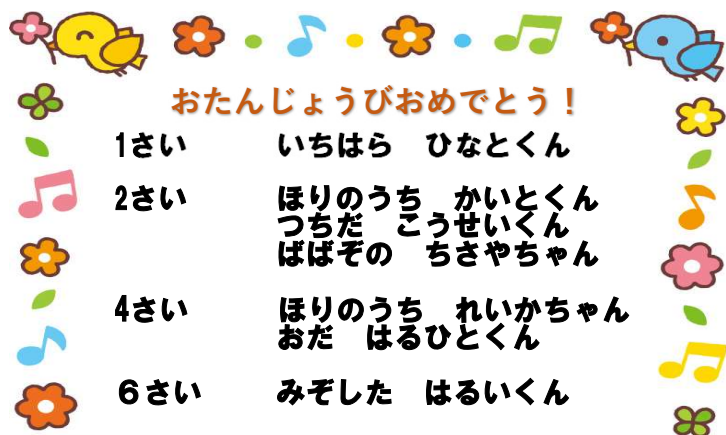 おたんじょうびおめでとう！
1さい　いちはら　ひなとくん
2さい　ほりのうち　かいとくん
つちだ　こうせいくん
ばばぞの　ちさやちゃん
4さい　ほりのうち　れいかちゃん
おだ　はるひとくん
６さい　みぞした　はるいくん